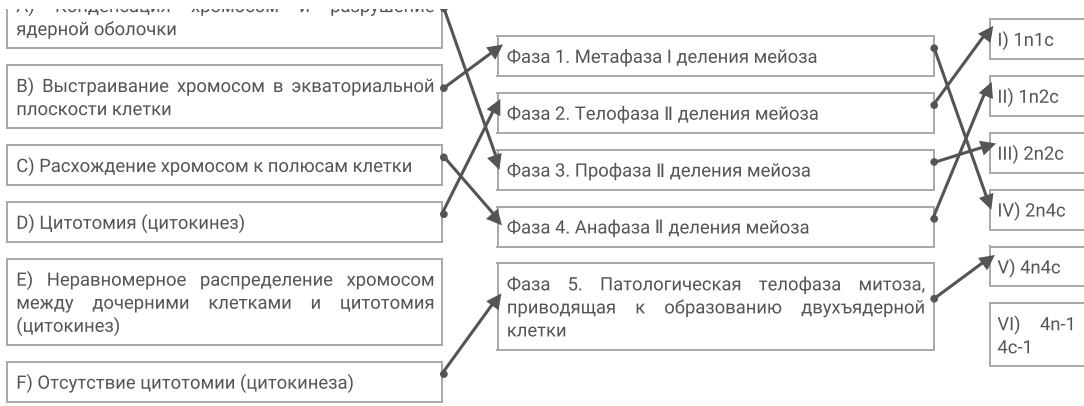 А) Конденсация хромосом и разрушение
ядерной оболочки
B) Выстраивание хромосом в экваториальной
плоскости клетки
C) Расхождение хромосом к полюсам клетки
D) Цитотомия (цитокинез)
E) Неравномерное распределение хромосом
между дочерними клетками и цитотомия
(цитокинез)
F) Отсутствие цитотомии (цитокинеза)
Фаза 1. Метафаза I деления мейоза
Фаза 2. Телофаза II деления мейоза
Фаза 3. Профаза II деления мейоза
Фаза 4. Анафаза II деления мейоза
Фаза 5. Патологическая телофаза митоза,
приводящая к образованию двухъядерной
клетки
I) 1n1c
II) 1n2c
III) 2n2c
IV) 2n4c
V) 4n4c
VI) 4n-1
4c-1